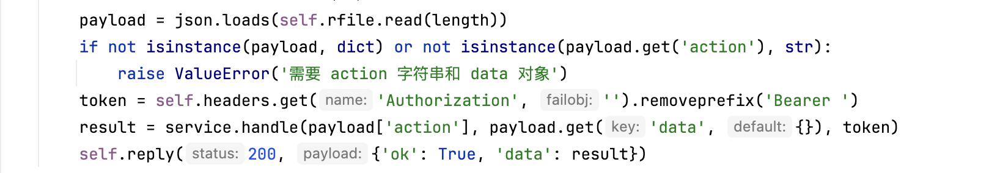 payload = json.loads(self.rfile.read(length))
if not isinstance(payload, dict) or not isinstance(payload.get('action'), str):
    raise ValueError('需要 action 字符串和 data 对象')
token = self.headers.get( name: 'Authorization', failobj: '').removeprefix('Bearer ')
result = service.handle(payload['action'], payload.get( key: 'data', default: {}), token)
self.reply( status: 200, payload: {'ok': True, 'data': result})